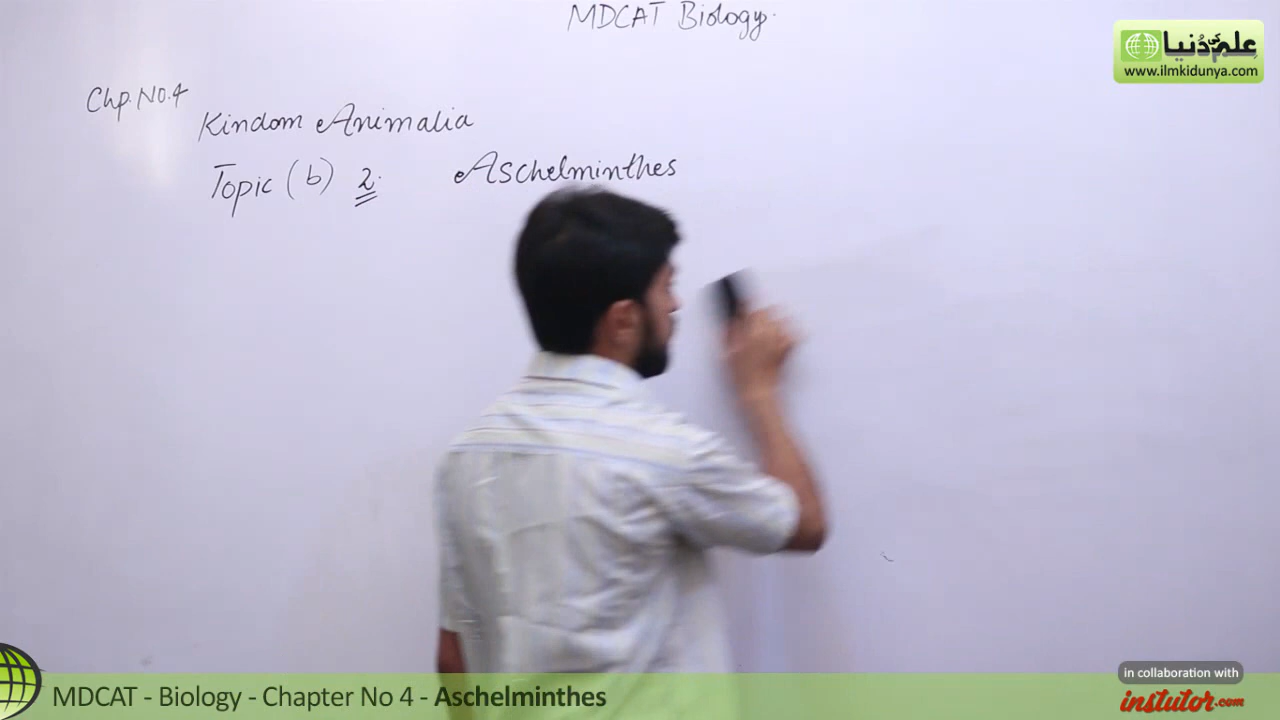 MDCAT Biology.
علم کی دُنیا
www.ilmkidunya.com
Chp. No. 4
Kindom Animalia
Topic (b) 2. Aschelminthes
MDCAT - Biology - Chapter No 4 - Aschelminthes
in collaboration with
instutor.com